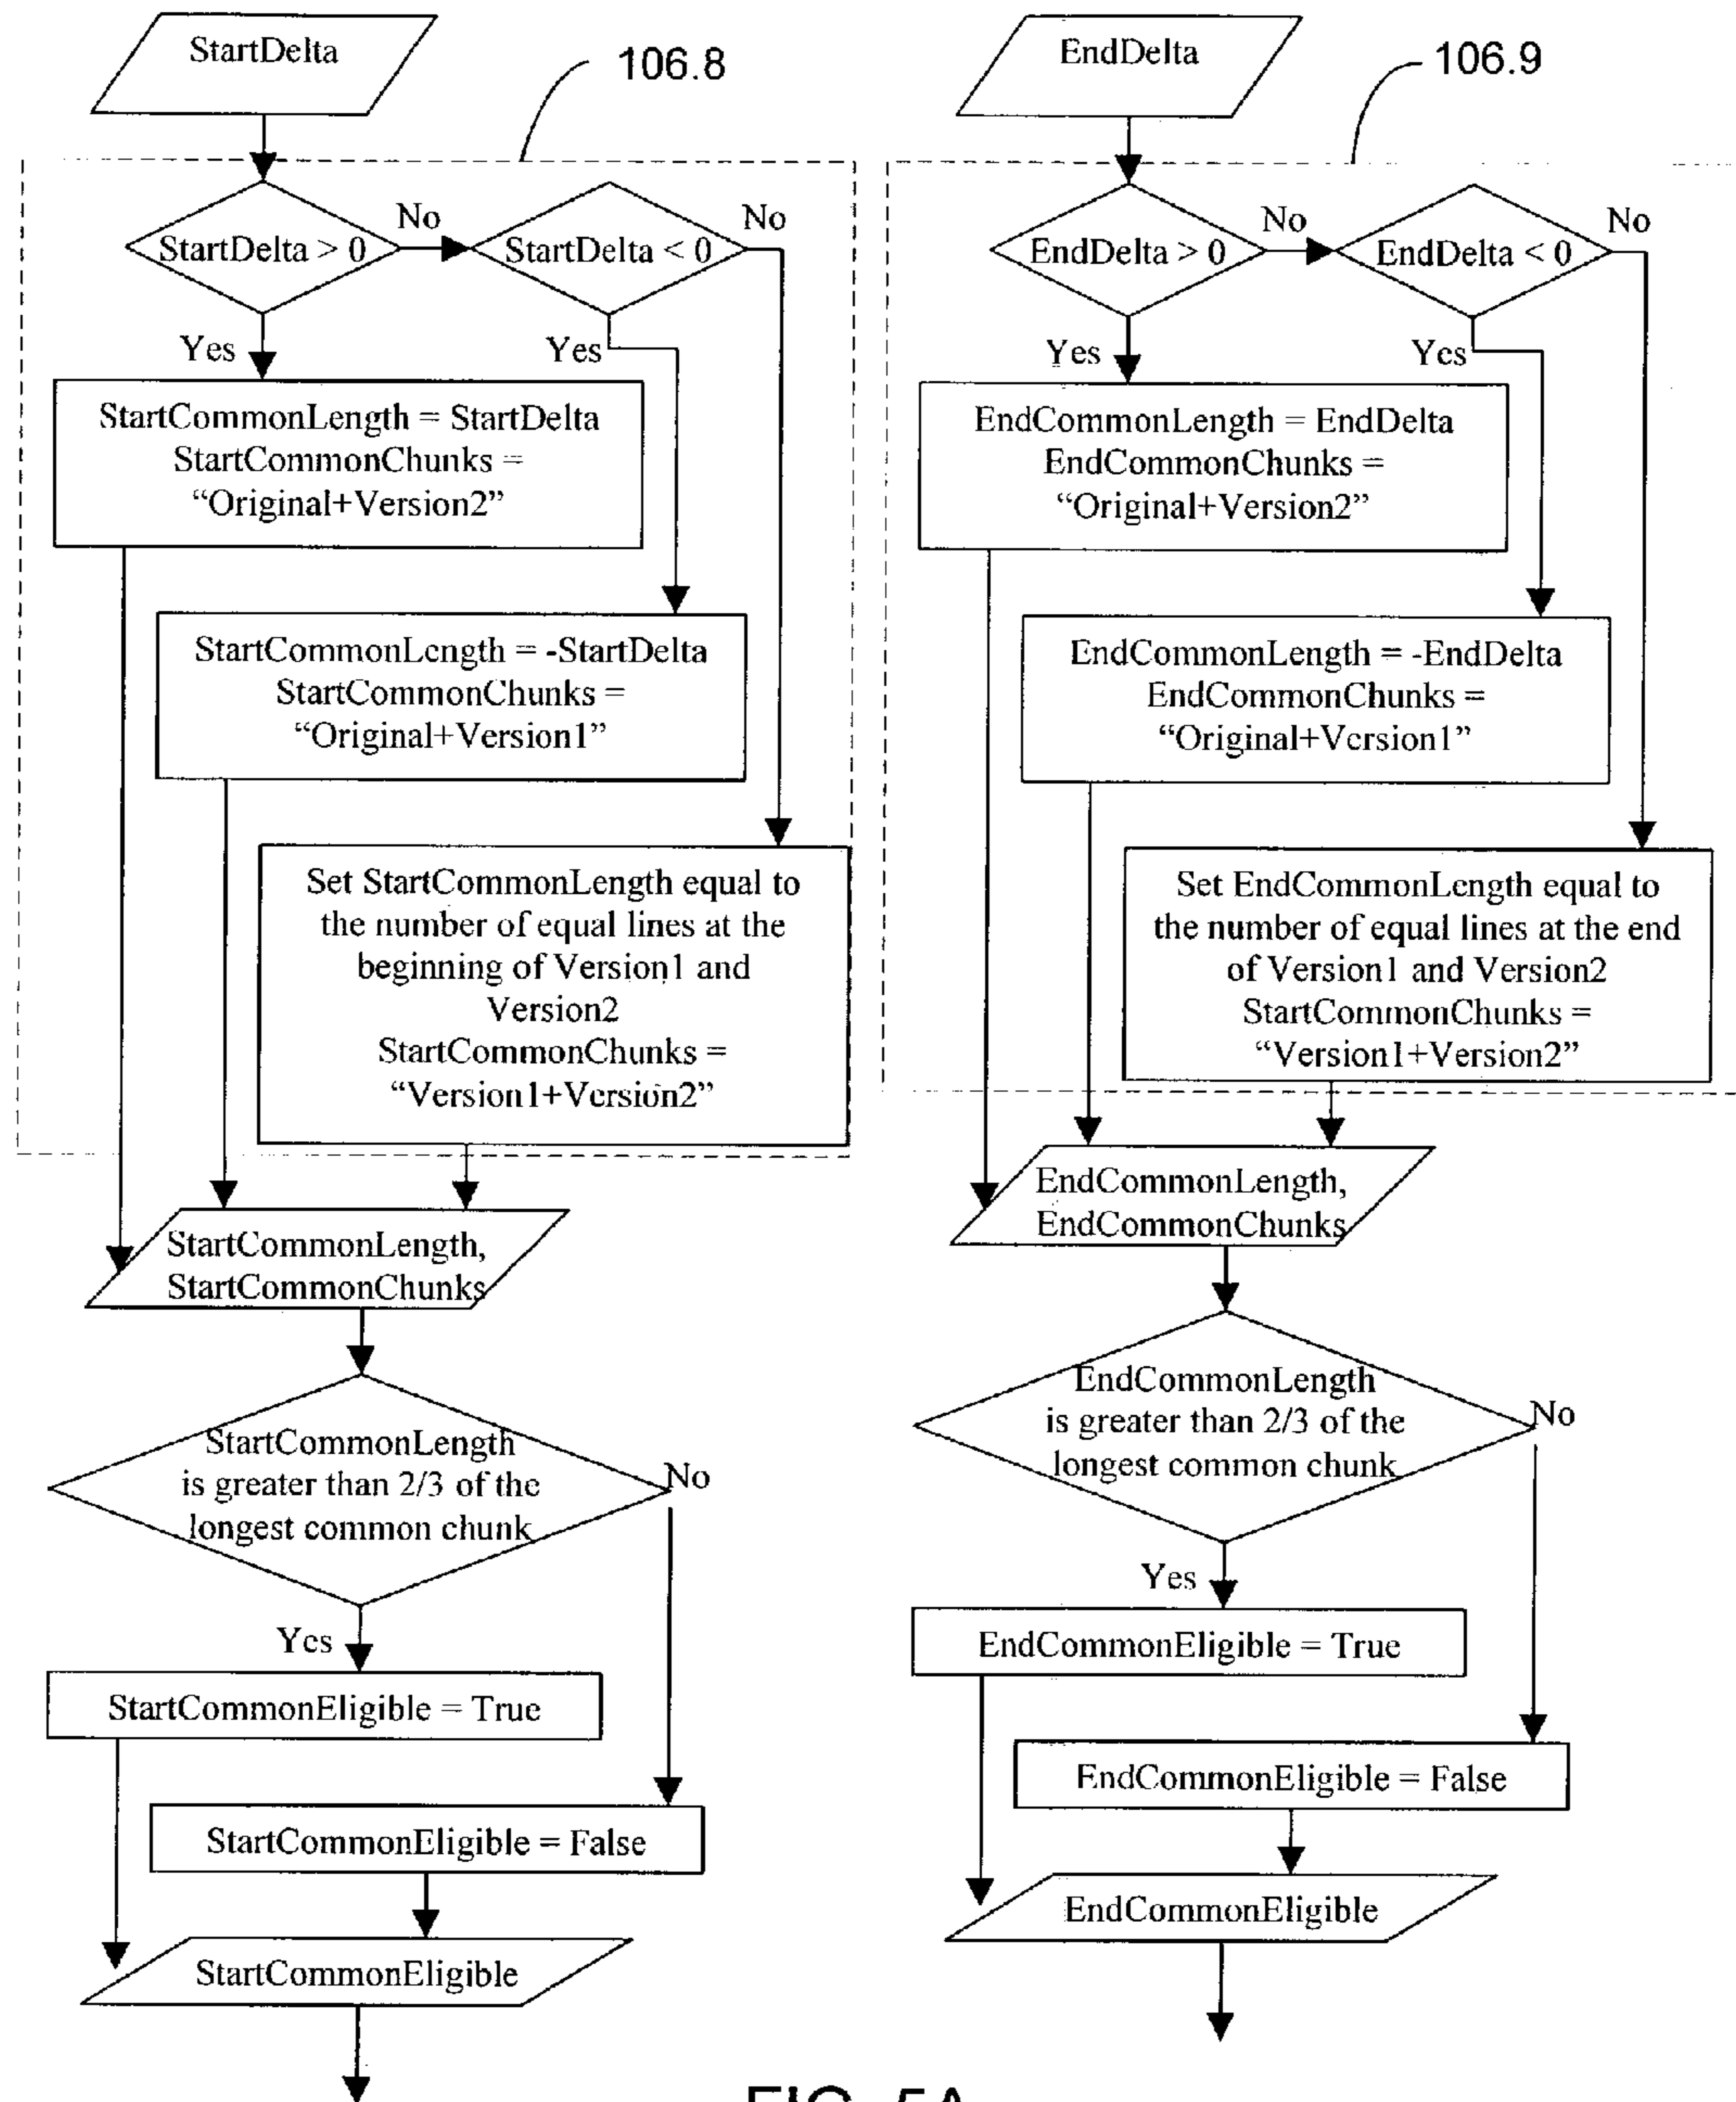 StartDelta
106.8
StartDelta > 0
No
StartDelta < 0
No
Yes
Yes
StartCommonLength = StartDelta
StartCommonChunks =
“Original+Version2”
StartCommonLength = -StartDelta
StartCommonChunks =
“Original+Version1”
Set StartCommonLength equal to
the number of equal lines at the
beginning of Version1 and
Version2
StartCommonChunks =
“Version1+Version2”
StartCommonLength,
StartCommonChunks
StartCommonLength
is greater than 2/3 of the
longest common chunk
No
Yes
StartCommonEligible = True
StartCommonEligible = False
StartCommonEligible
EndDelta
106.9
EndDelta > 0
No
EndDelta < 0
No
Yes
Yes
EndCommonLength = EndDelta
EndCommonChunks =
“Original+Version2”
EndCommonLength = -EndDelta
EndCommonChunks =
“Original+Version1”
Set EndCommonLength equal to
the number of equal lines at the end
of Version1 and Version2
StartCommonChunks =
“Version1+Version2”
EndCommonLength,
EndCommonChunks
EndCommonLength
is greater than 2/3 of the
longest common chunk
No
Yes
EndCommonEligible = True
EndCommonEligible = False
EndCommonEligible
FIG. 5A